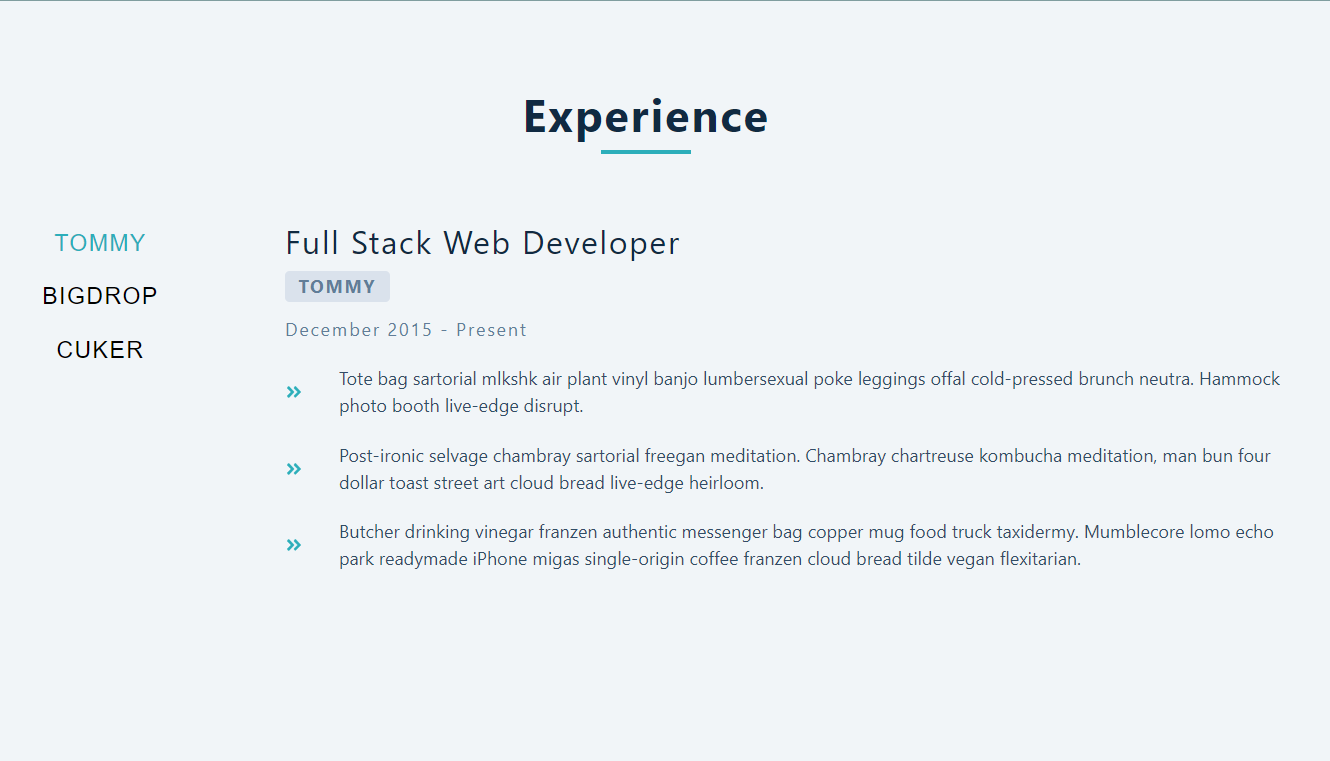 Experience
TOMMY
BIGDROP
CUKER
Full Stack Web Developer
TOMMY
December 2015 - Present
Tote bag sartorial mlkshk air plant vinyl banjo lumbersexual poke leggings offal cold-pressed brunch neutra. Hammock
photo booth live-edge disrupt.
Post-ironic selvage chambray sartorial freegan meditation. Chambray chartreuse kombucha meditation, man bun four
dollar toast street art cloud bread live-edge heirloom.
Butcher drinking vinegar franzen authentic messenger bag copper mug food truck taxidermy. Mumblecore lomo echo
park readymade iPhone migas single-origin coffee franzen cloud bread tilde vegan flexitarian.